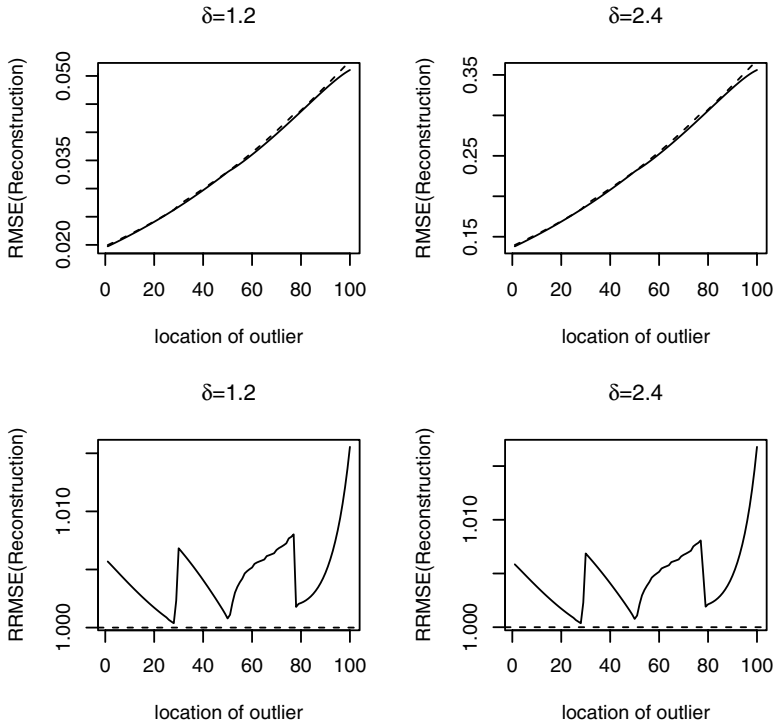 δ=1.2
RMSE(Reconstruction)
0.020 0.035 0.050
0 20 40 60 80 100
location of outlier
δ=2.4
RMSE(Reconstruction)
0.15 0.25 0.35
0 20 40 60 80 100
location of outlier
δ=1.2
RRMSE(Reconstruction)
1.000 1.010
0 20 40 60 80 100
location of outlier
δ=2.4
RRMSE(Reconstruction)
1.000 1.010
0 20 40 60 80 100
location of outlier